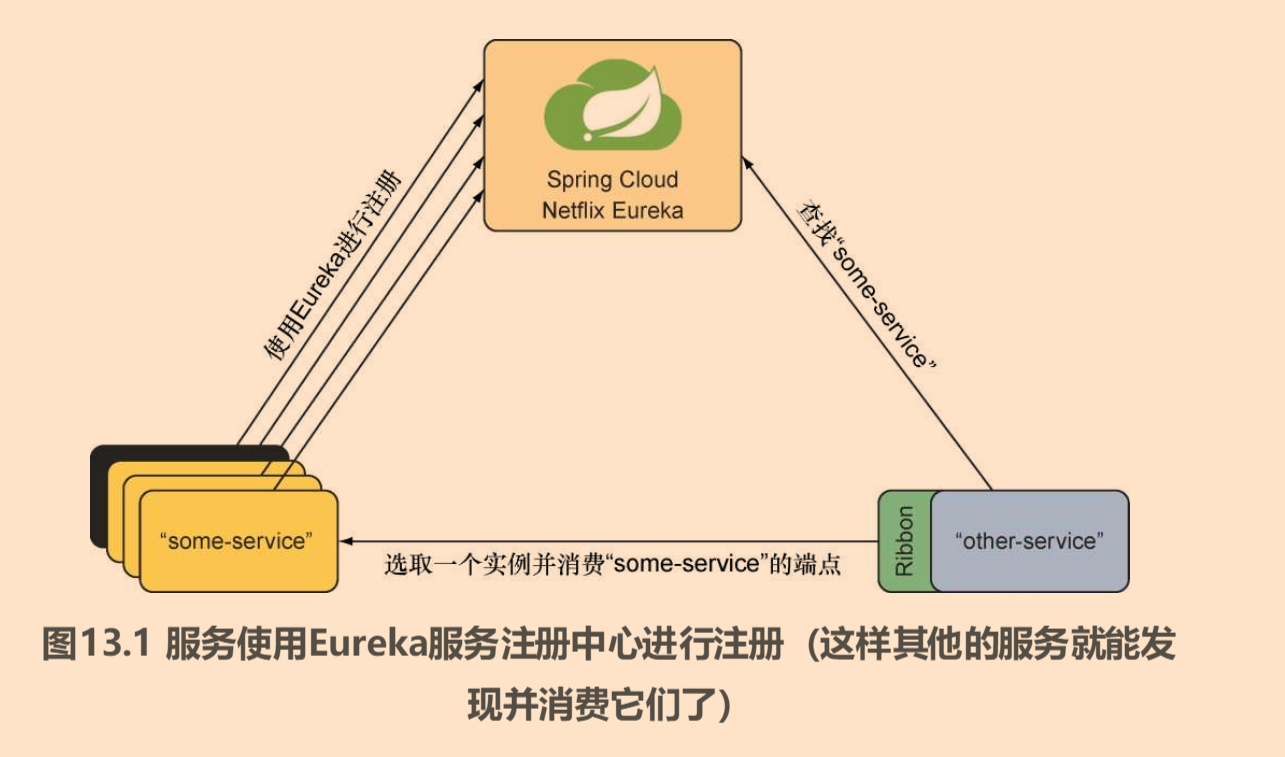 Spring Cloud
Netflix Eureka
使用Eureka进行注册
查找“some-service”
“some-service”
选取一个实例并消费“some-service”的端点
Ribbon
“other-service”
图13.1 服务使用Eureka服务注册中心进行注册（这样其他的服务就能发
现并消费它们了）